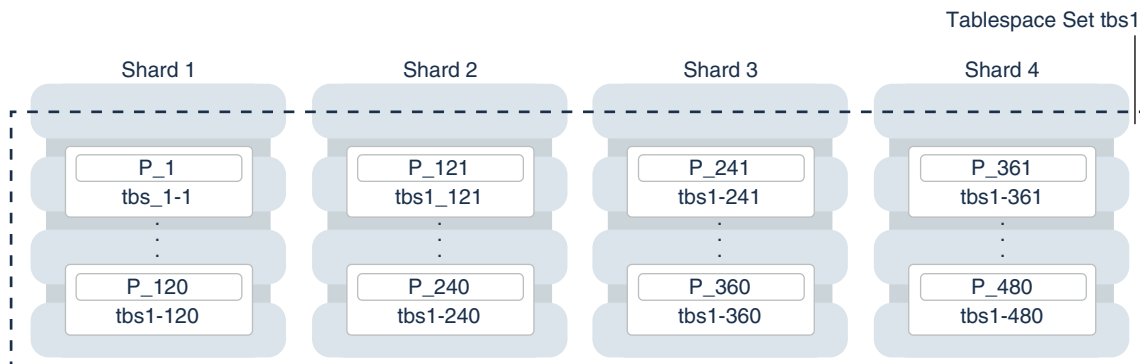 Tablespace Set tbs1
Shard 1
Shard 2
Shard 3
Shard 4
P_1
tbs_1-1
P_121
tbs1_121
P_241
tbs1-241
P_361
tbs1-361
P_120
tbs1-120
P_240
tbs1-240
P_360
tbs1-360
P_480
tbs1-480